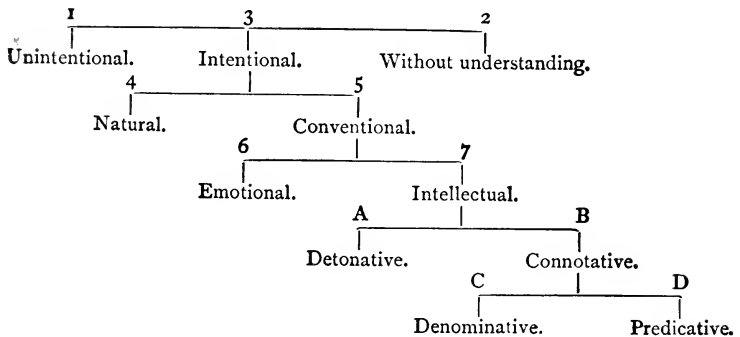 1 3 2
Unintentional. Intentional. Without understanding.
4 5
Natural. Conventional.
6 7
Emotional. Intellectual.
A B
Detonative. Connotative.
C D
Denominative. Predicative.